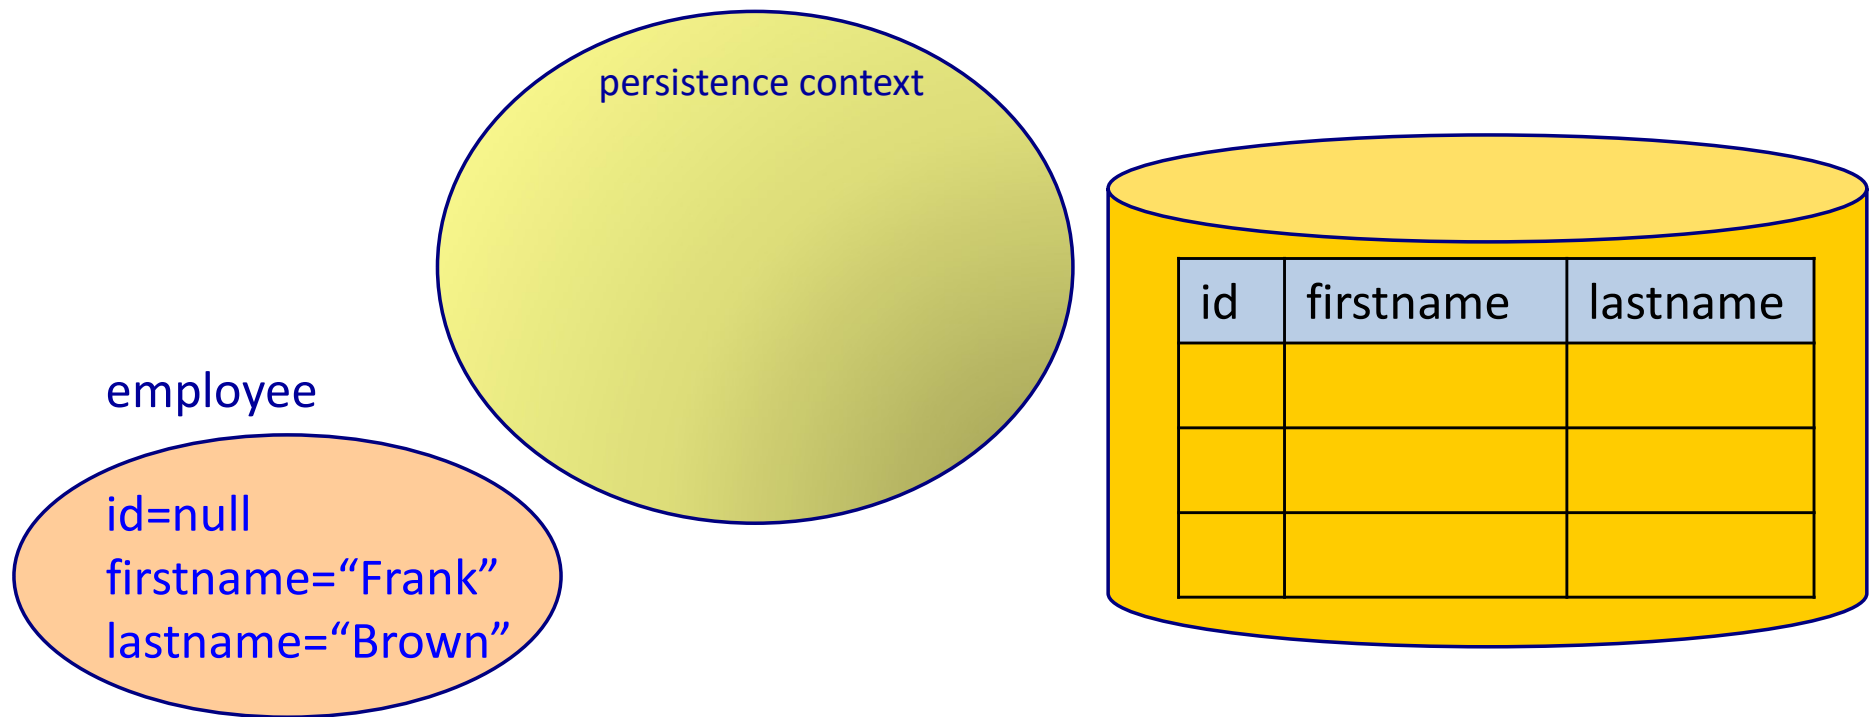 persistence context
id firstname lastname
employee
id=null
firstname=“Frank”
lastname=“Brown”